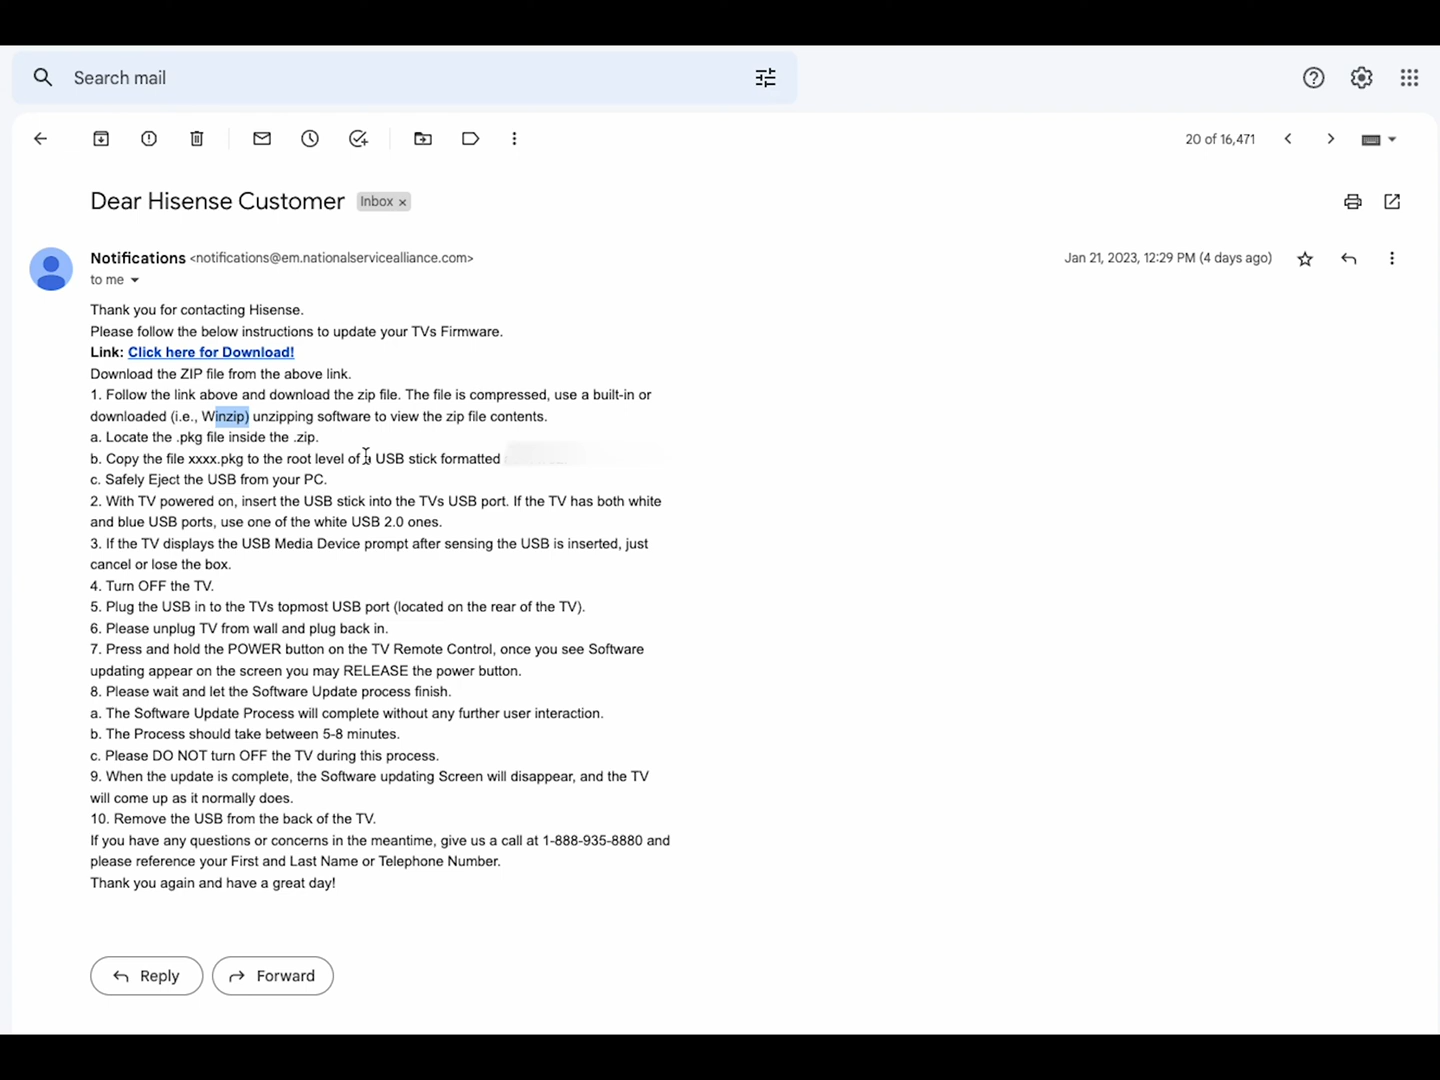 Search mail
20 of 16,471
Dear Hisense Customer Inbox ×
Notifications <notifications@em.nationalservicealliance.com> Jan 21, 2023, 12:29 PM (4 days ago)
to me
Thank you for contacting Hisense.
Please follow the below instructions to update your TVs Firmware.
Link: Click here for Download!
Download the ZIP file from the above link.
1. Follow the link above and download the zip file. The file is compressed, use a built-in or
downloaded (i.e., Winzip) unzipping software to view the zip file contents.
a. Locate the .pkg file inside the .zip.
b. Copy the file xxxx.pkg to the root level of a USB stick formatted
c. Safely Eject the USB from your PC.
2. With TV powered on, insert the USB stick into the TVs USB port. If the TV has both white
and blue USB ports, use one of the white USB 2.0 ones.
3. If the TV displays the USB Media Device prompt after sensing the USB is inserted, just
cancel or lose the box.
4. Turn OFF the TV.
5. Plug the USB in to the TVs topmost USB port (located on the rear of the TV).
6. Please unplug TV from wall and plug back in.
7. Press and hold the POWER button on the TV Remote Control, once you see Software
updating appear on the screen you may RELEASE the power button.
8. Please wait and let the Software Update process finish.
a. The Software Update Process will complete without any further user interaction.
b. The Process should take between 5-8 minutes.
c. Please DO NOT turn OFF the TV during this process.
9. When the update is complete, the Software updating Screen will disappear, and the TV
will come up as it normally does.
10. Remove the USB from the back of the TV.
If you have any questions or concerns in the meantime, give us a call at 1-888-935-8880 and
please reference your First and Last Name or Telephone Number.
Thank you again and have a great day!
Reply Forward